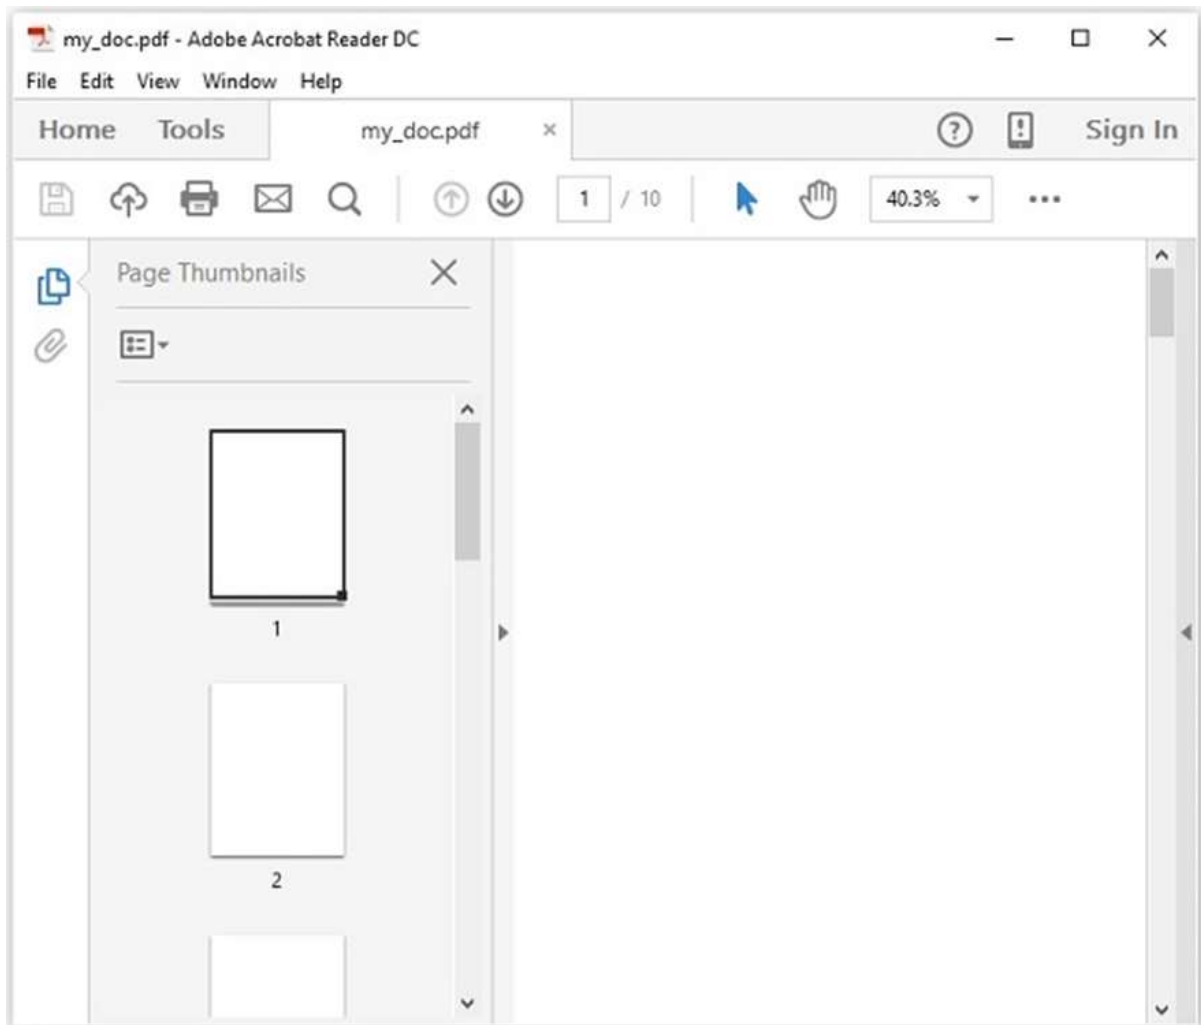 my_doc.pdf - Adobe Acrobat Reader DC
File Edit View Window Help
Home Tools my_doc.pdf × Sign In
1 / 10 40.3%
Page Thumbnails
1
2